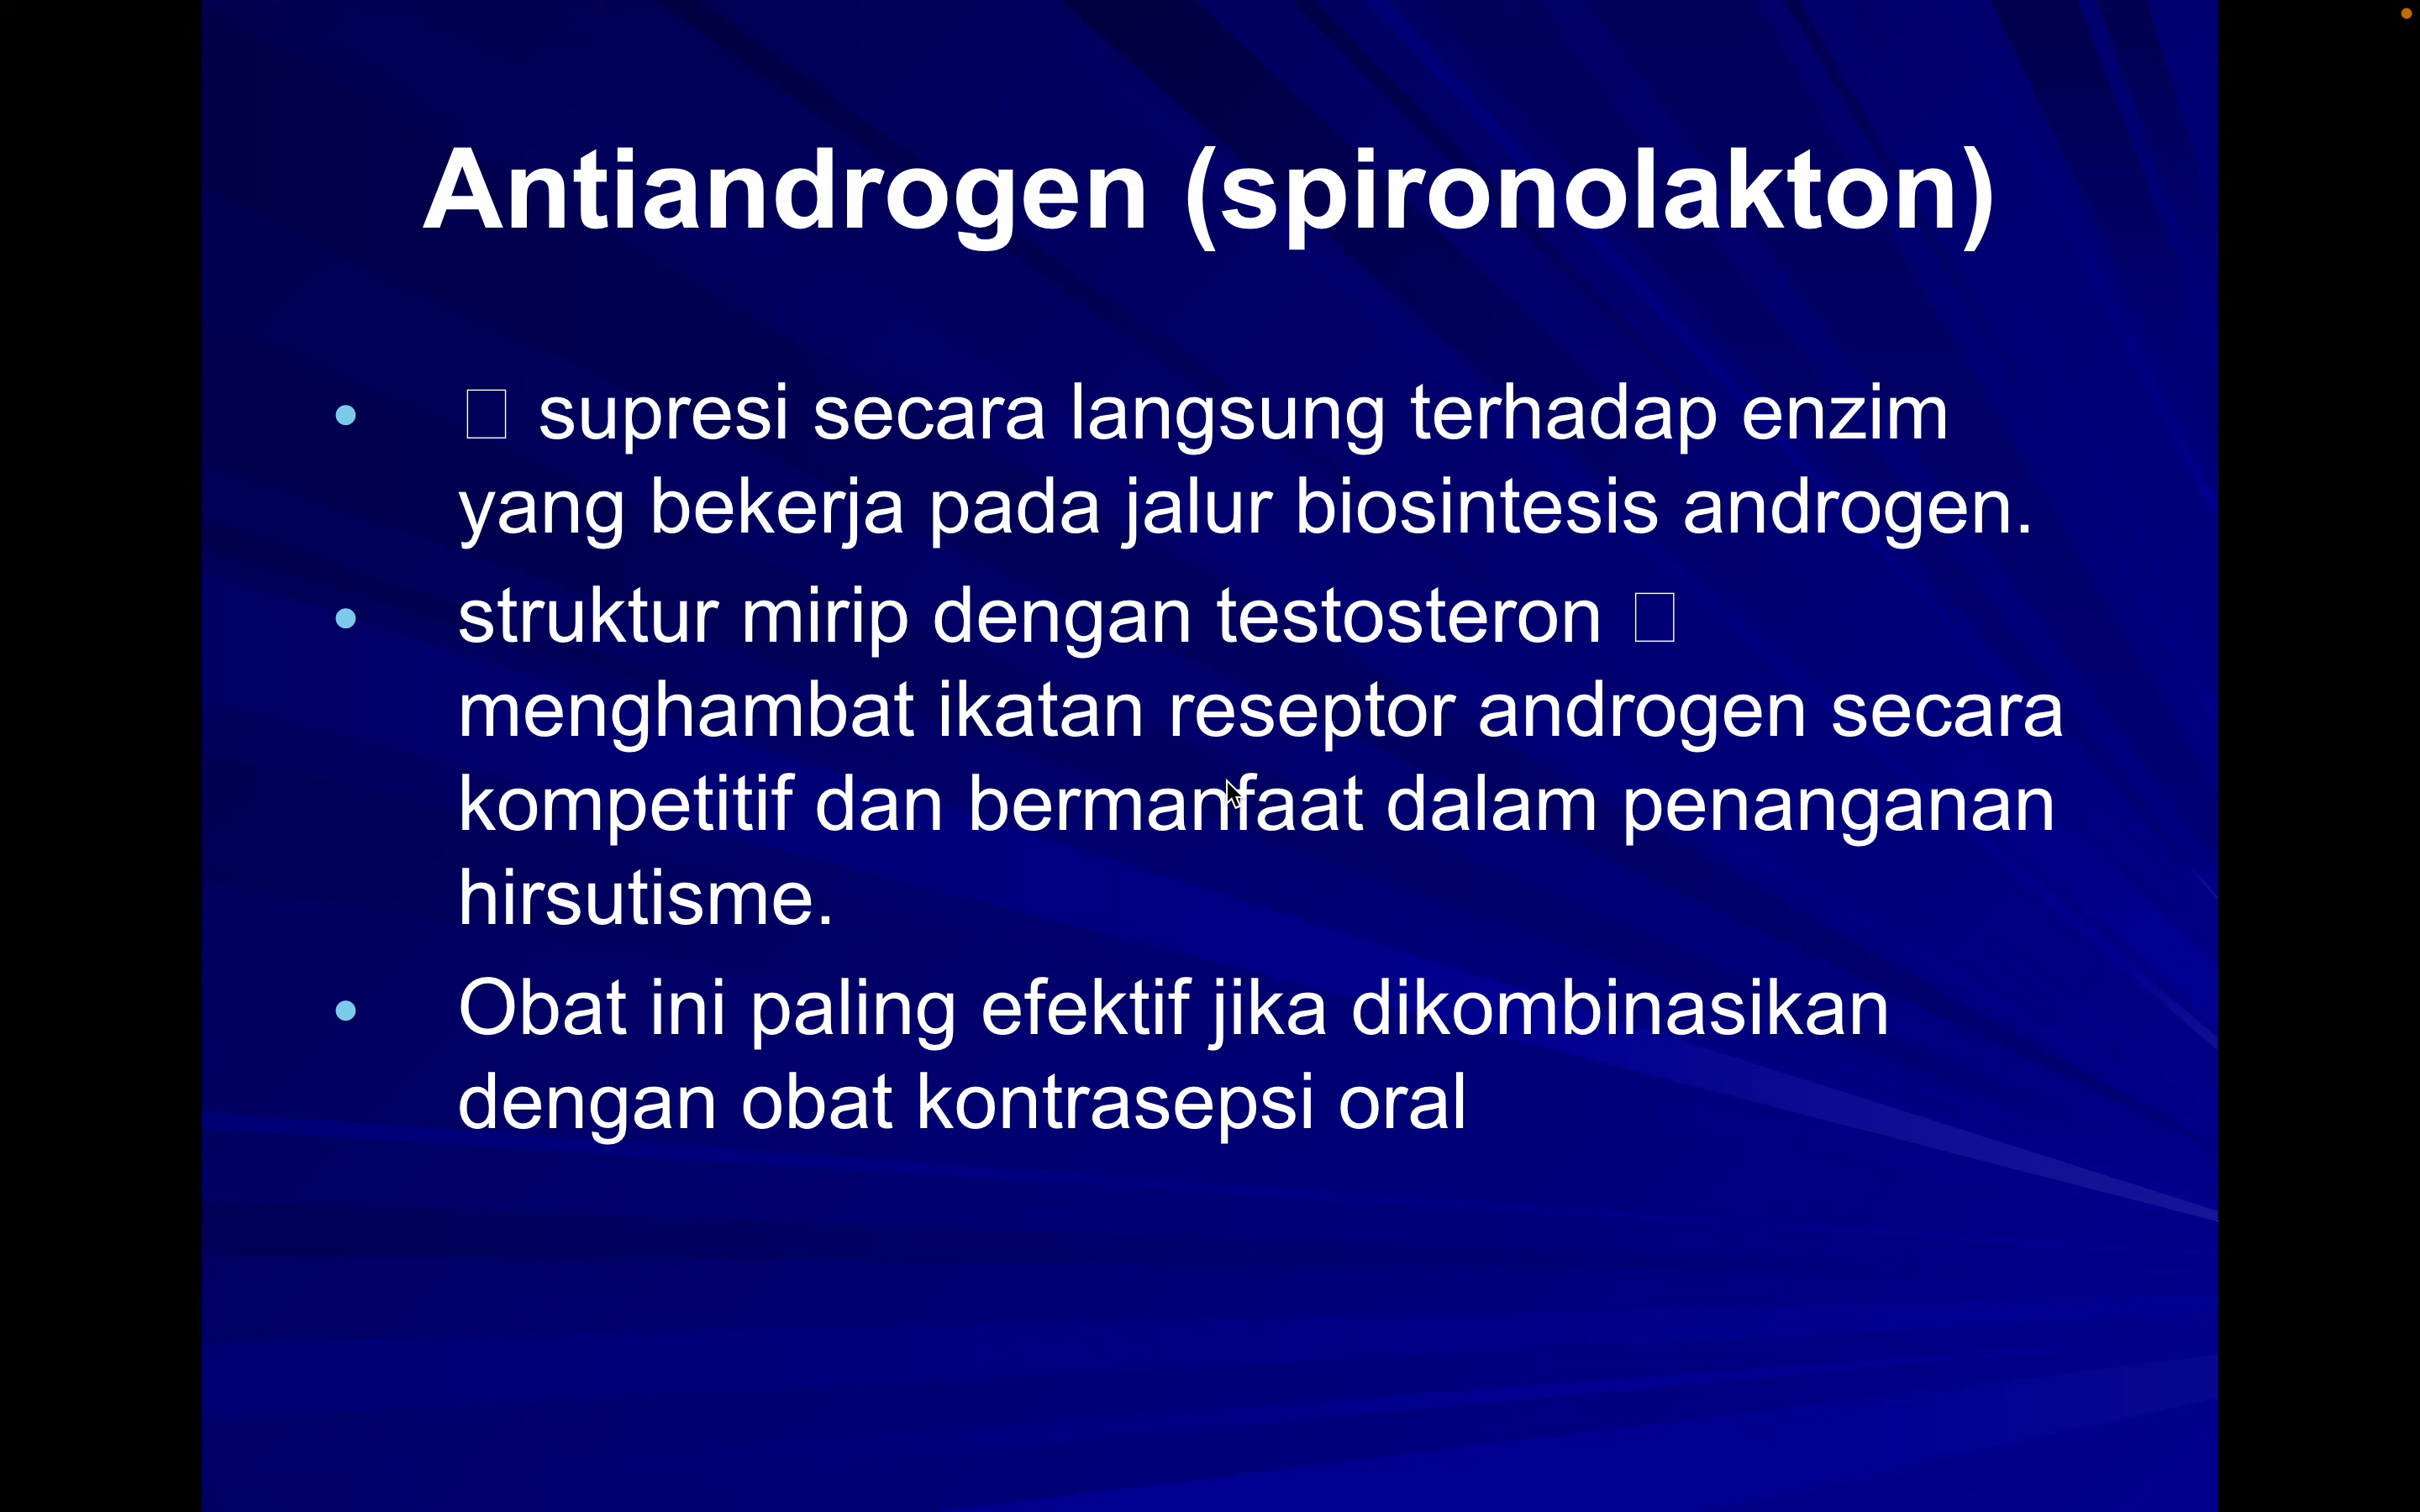 Antiandrogen (spironolakton)
• □ supresi secara langsung terhadap enzim
yang bekerja pada jalur biosintesis androgen.
• struktur mirip dengan testosteron □
menghambat ikatan reseptor androgen secara
kompetitif dan bermanfaat dalam penanganan
hirsutisme.
• Obat ini paling efektif jika dikombinasikan
dengan obat kontrasepsi oral